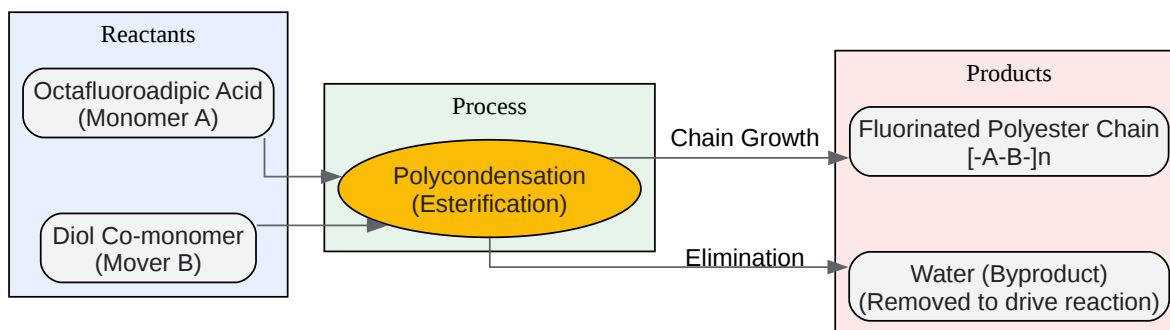 Reactants
Octafluoroadipic Acid
(Monomer A)
Diol Co-monomer
(Mover B)
Process
Polycondensation
(Esterification)
Chain Growth
Elimination
Products
Fluorinated Polyester Chain
[-A-B-]n
Water (Byproduct)
(Removed to drive reaction)